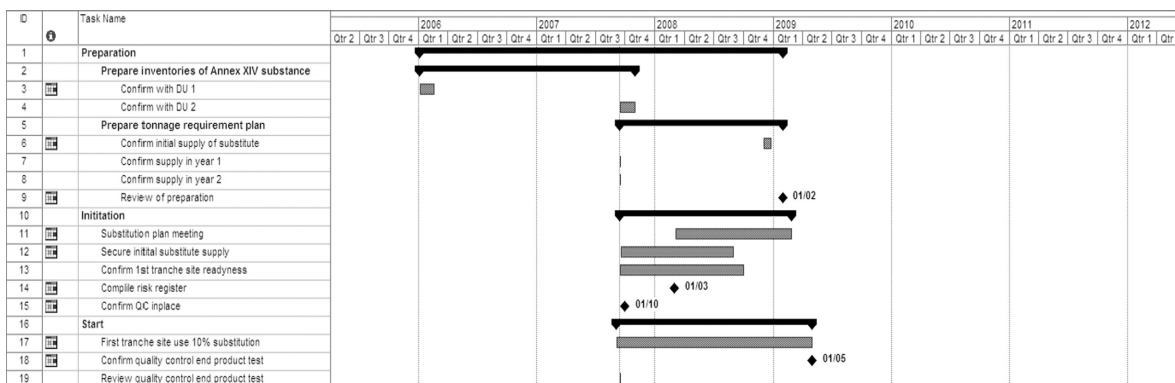 ID Task Name
2006 2007 2008 2009 2010 2011 2012
Qtr 2 Qtr 3 Qtr 4 Qtr 1 Qtr 2 Qtr 3 Qtr 4 Qtr 1 Qtr 2 Qtr 3 Qtr 4 Qtr 1 Qtr 2 Qtr 3 Qtr 4 Qtr 1 Qtr 2 Qtr 3 Qtr 4 Qtr 1 Qtr 2 Qtr 3 Qtr 4 Qtr 1 Qtr 2 Qtr 3 Qtr 4 Qtr 1 Qtr
1 Preparation
2 Prepare inventories of Annex XIV substance
3 Confirm with DU 1
4 Confirm with DU 2
5 Prepare tonnage requirement plan
6 Confirm initial supply of substitute
7 Confirm supply in year 1
8 Confirm supply in year 2
9 Review of preparation 01/02
10 Inititation
11 Substitution plan meeting
12 Secure initital substitute supply
13 Confirm 1st tranche site readyness
14 Complile risk register 01/03
15 Confirm QC inplace 01/10
16 Start
17 First tranche site use 10% substitution
18 Confirm quality control end product test 01/05
19 Review quality control end product test